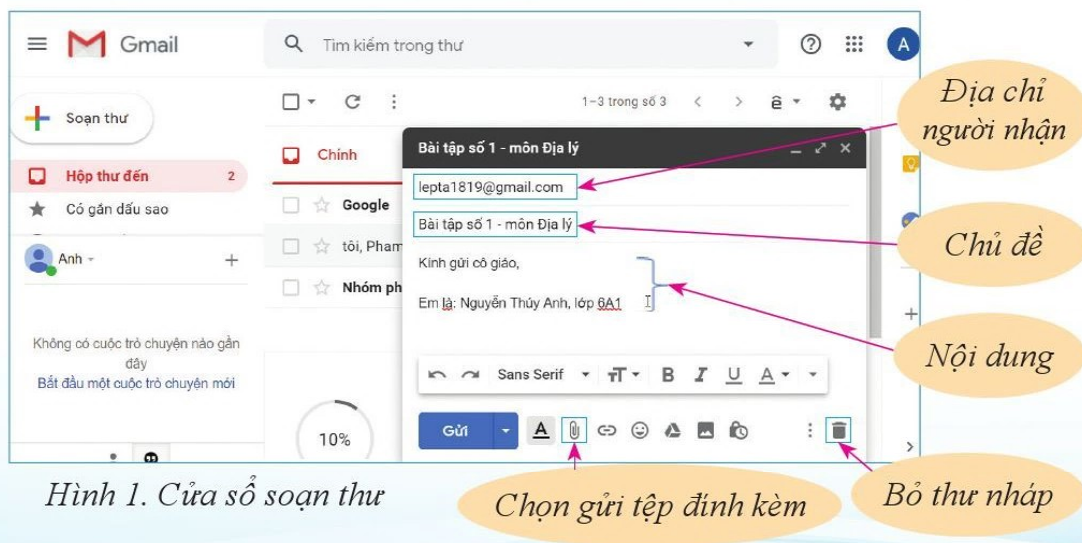 Gmail
Tìm kiếm trong thư
A
Soạn thư
1–3 trong số 3
Hộp thư đến 2
Có gắn dấu sao
Anh
Không có cuộc trò chuyện nào gần
đây
Bắt đầu một cuộc trò chuyện mới
Chính
Google
tôi, Pham
Nhóm ph
10%
Bài tập số 1 - môn Địa lý
lepta1819@gmail.com
Bài tập số 1 - môn Địa lý
Kính gửi cô giáo,
Em là: Nguyễn Thúy Anh, lớp 6A1
Sans Serif
B I U A
Gửi
A
Địa chỉ
người nhận
Chủ đề
Nội dung
Bỏ thư nháp
Chọn gửi tệp đính kèm
Hình 1. Cửa sổ soạn thư